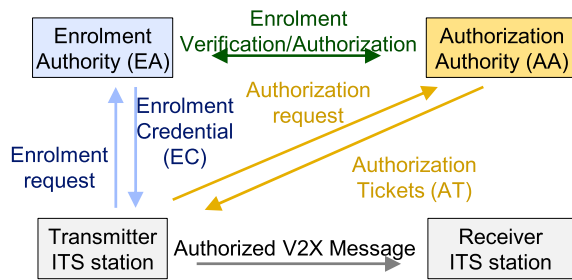 Enrolment
Verification/Authorization
Enrolment
Authority (EA)
Authorization
Authority (AA)
Enrolment
Credential
(EC)
Authorization
request
Enrolment
request
Authorization
Tickets (AT)
Transmitter
ITS station
Authorized V2X Message
Receiver
ITS station